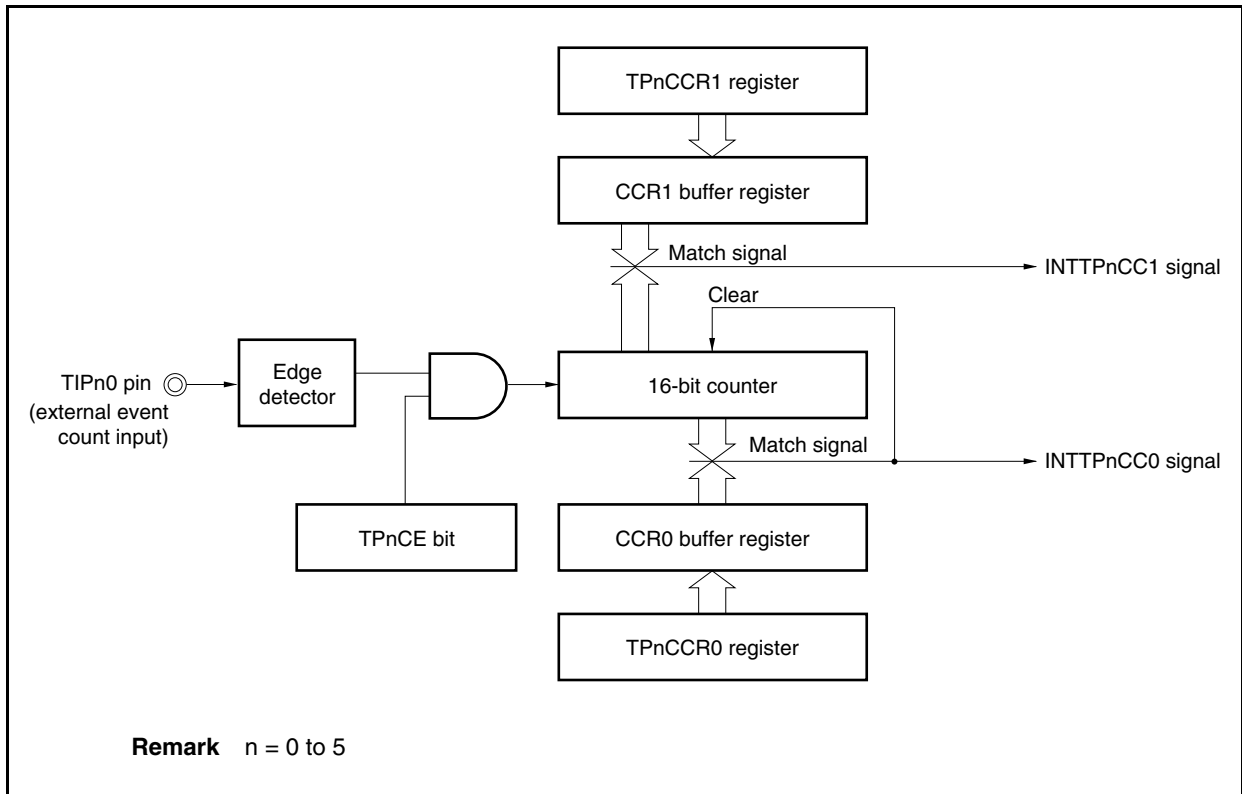 TPnCCR1 register
CCR1 buffer register
Match signal
INTTPnCC1 signal
Clear
TIPn0 pin
(external event
count input)
Edge
detector
16-bit counter
Match signal
INTTPnCC0 signal
TPnCE bit
CCR0 buffer register
TPnCCR0 register
Remark n = 0 to 5